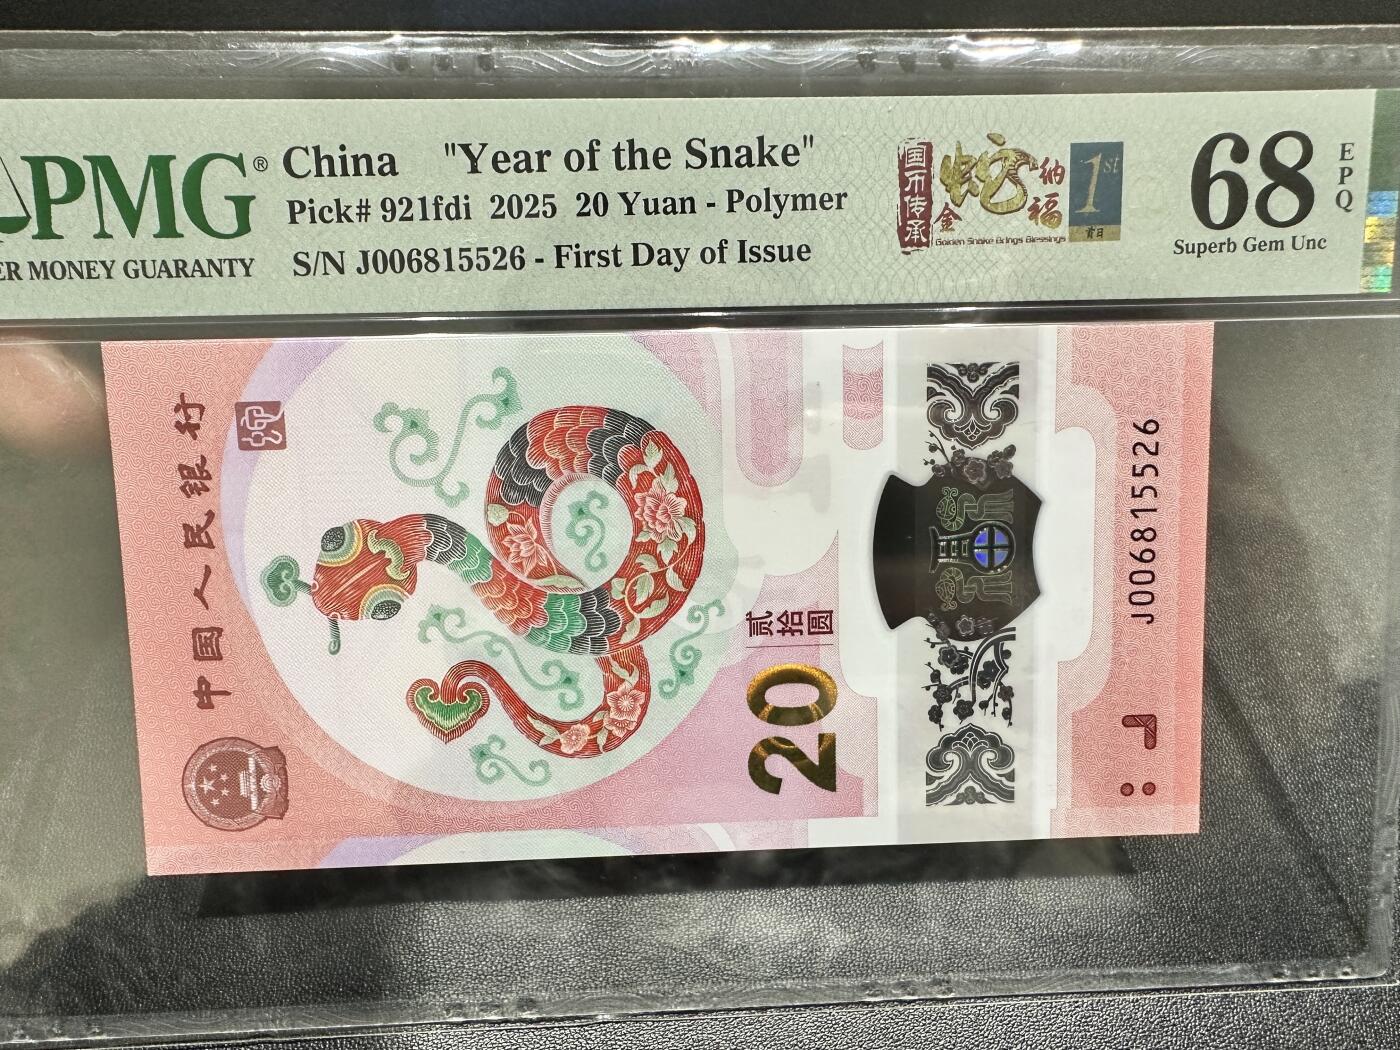 PMG®
ER MONEY GUARANTY
China "Year of the Snake"
Pick# 921fdi 2025 20 Yuan - Polymer
S/N J006815526 - First Day of Issue
国币传承
金蛇纳福
Golden Snake Brings Blessings
1st
首日
68
EPQ
Superb Gem Unc
中国人民银行
贰拾圆
20
J006815526